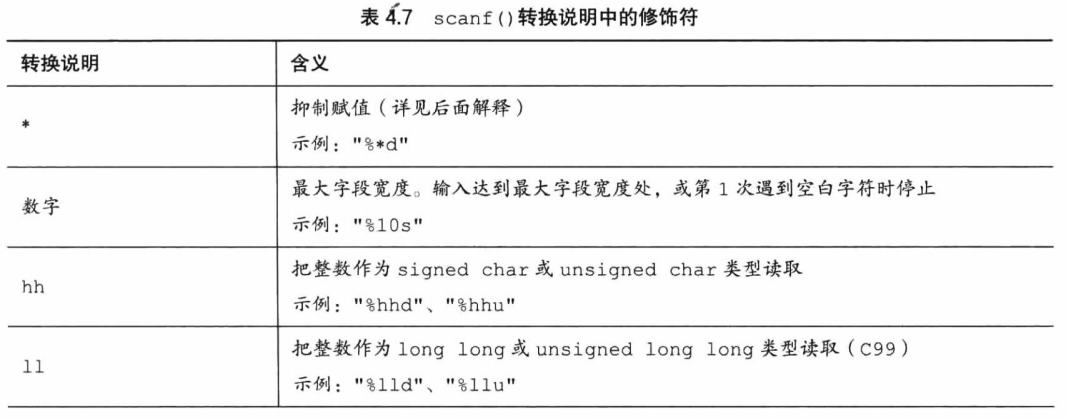 表 4.7 scanf()转换说明中的修饰符
转换说明 含义
* 抑制赋值（详见后面解释）
示例："%*d"
数字 最大字段宽度。输入达到最大字段宽度处，或第 1 次遇到空白字符时停止
示例："%10s"
hh 把整数作为 signed char 或 unsigned char 类型读取
示例："%hhd"、"%hhu"
ll 把整数作为 long long 或 unsigned long long 类型读取（C99）
示例："%lld"、"%llu"